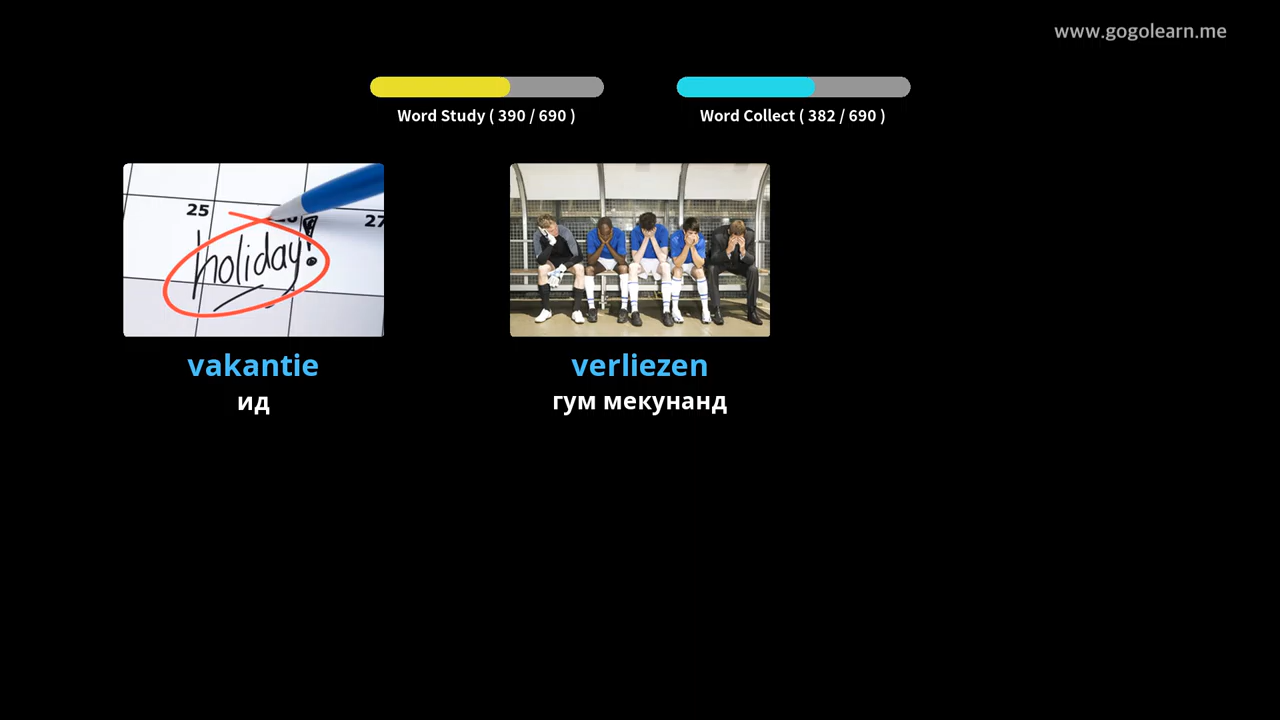 www.gogolearn.me
Word Study ( 390 / 690 )
Word Collect ( 382 / 690 )
25
27
holiday!
vakantie
verliezen
ид
гум мекунанд